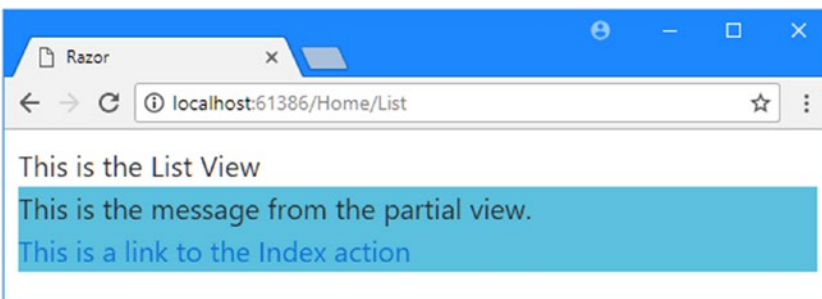 Razor
localhost:61386/Home/List
This is the List View
This is the message from the partial view.
This is a link to the Index action